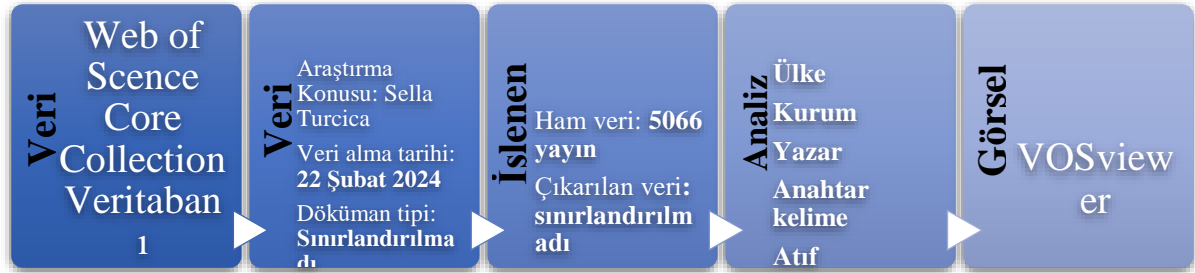 Veri
Web of
Scence
Core
Collection
Veritaban
ı
Veri
Araştırma
Konusu: Sella
Turcica
Veri alma tarihi:
22 Şubat 2024
Döküman tipi:
Sınırlandırılma
dı
İşlenen
Ham veri: 5066
yayın
Çıkarılan veri:
sınırlandırılm
adı
Analiz
Ülke
Kurum
Yazar
Anahtar
kelime
Atıf
Görsel
VOSview
er